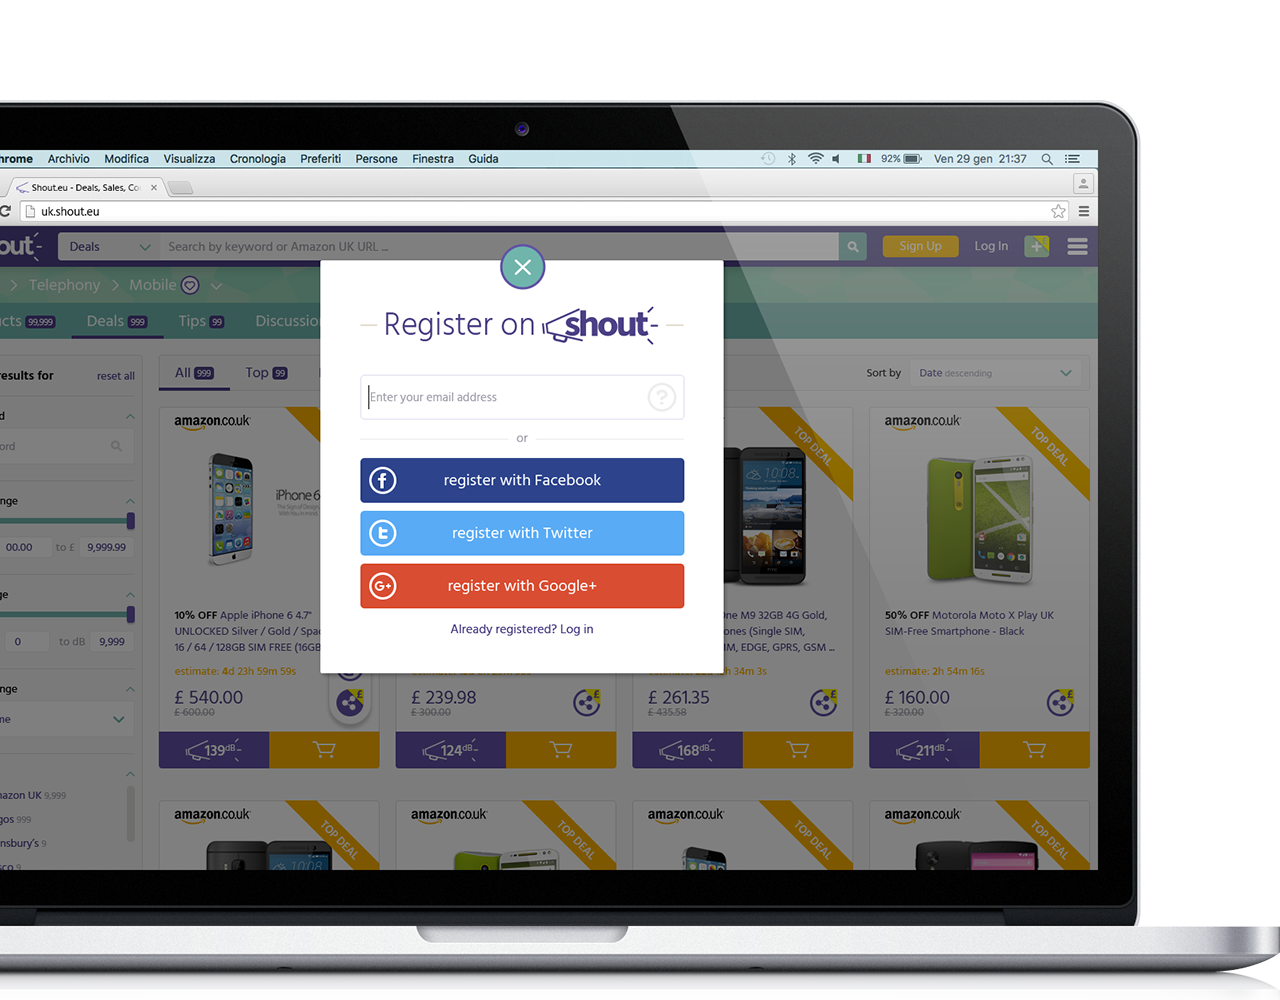 hrome Archivio Modifica Visualizza Cronologia Preferiti Persone Finestra Guida 92% Ven 29 gen 21:37
Shout.eu - Deals, Sales, Co
uk.shout.eu
out Deals Search by keyword or Amazon UK URL ... Sign Up Log In
Telephony Mobile
cts 99,999 Deals 999 Tips 99 Discussio
Register on shout
Enter your email address ?
or
register with Facebook
register with Twitter
G+ register with Google+
Already registered? Log in
esults for reset all
All 999 Top 99 Sort by Date descending
d
ord
nge
00.00 to £ 9,999.99
ge
0 to dB 9,999
nge
me
azon UK 9,999
gos 999
nsbury's 9
sco 9
amazon.co.uk
iPhone 6
10% OFF Apple iPhone 6 4.7"
UNLOCKED Silver / Gold / Spac
16 / 64 / 128GB SIM FREE (16GB
estimate: 4d 23h 59m 59s
£ 540.00 £
£ 600.00
139dB
£ 239.98 £
£ 300.00
124dB
TOP DEAL
10:08
One M9 32GB 4G Gold,
ones (Single SIM,
IM, EDGE, GPRS, GSM ...
h 34m 3s
£ 261.35 £
£ 435.58
168dB
amazon.co.uk
TOP DEAL
50% OFF Motorola Moto X Play UK
SIM-Free Smartphone - Black
estimate: 2h 54m 16s
£ 160.00 £
£ 320.00
211dB
amazon.co.uk TOP DEAL
10:08
amazon.co.uk TOP DEAL
amazon.co.uk TOP DEAL
amazon.co.uk TOP DEAL